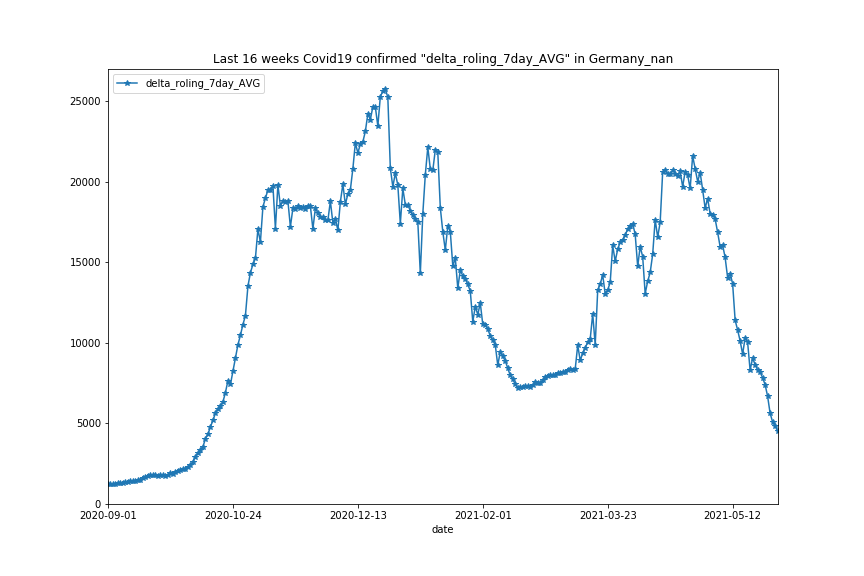 Last 16 weeks Covid19 confirmed "delta_roling_7day_AVG" in Germany_nan
delta_roling_7day_AVG
25000
20000
15000
10000
5000
0
2020-09-01 2020-10-24 2020-12-13 2021-02-01 2021-03-23 2021-05-12
date